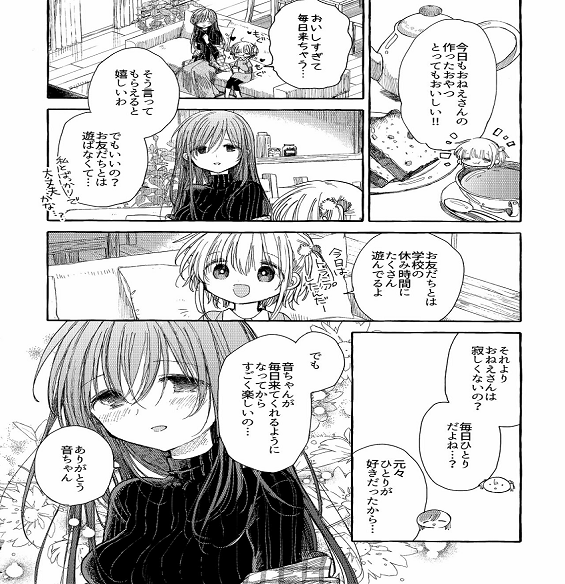 今日もおねえさんの
作ったおやつ
とってもおいしい!!
おいしすぎて
毎日来ちゃう…
そう言って
もらえると
嬉しいわ
でもいいの?
お友だちとは
遊ばなくて…
私とばっかりで
大丈夫かな…?
お友だちとは
学校の
休み時間に
たくさん
遊んでるよ
今日は
それより
おねえさんは
寂しくないの?
毎日ひとり
だよね…?
元々
ひとりが
好きだったから…
でも
音ちゃんが
毎日来てくれるように
なってから
すごく楽しいの…
ありがとう
音ちゃん